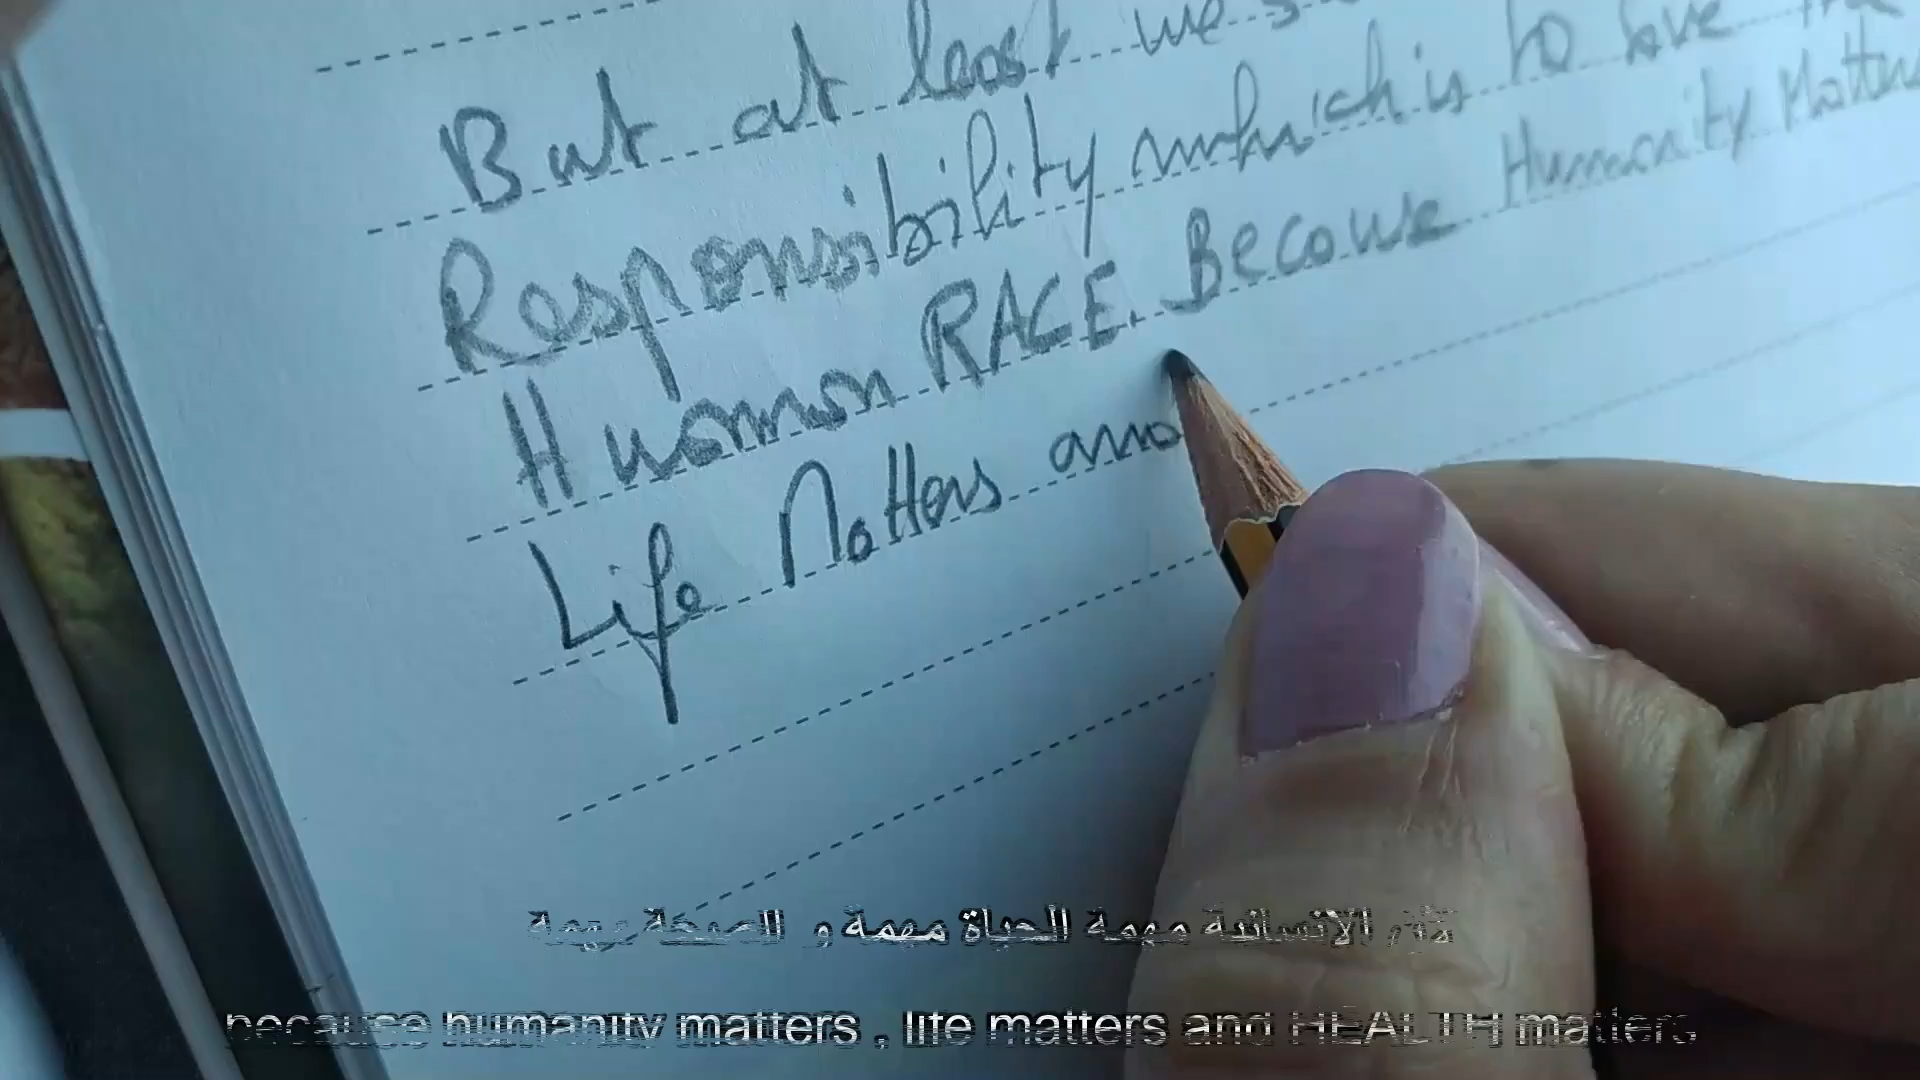 But at least we
Responsibility which is to save the
Human RACE. Because Humanity Matters
Life Matters and
لأن الإنسانية مهمة الحياة مهمة و الصحة مهمة
because humanity matters , life matters and HEALTH matters